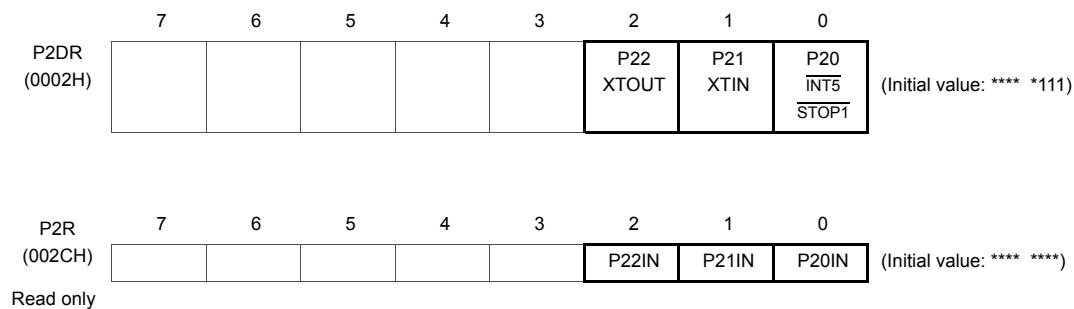 7 6 5 4 3 2 1 0
P2DR
(0002H)
P22
XTOUT
P21
XTIN
P20
INT5
STOP1
(Initial value: **** *111)
P2R
(002CH)
Read only
7 6 5 4 3 2 1 0
P22IN P21IN P20IN
(Initial value: **** ****)